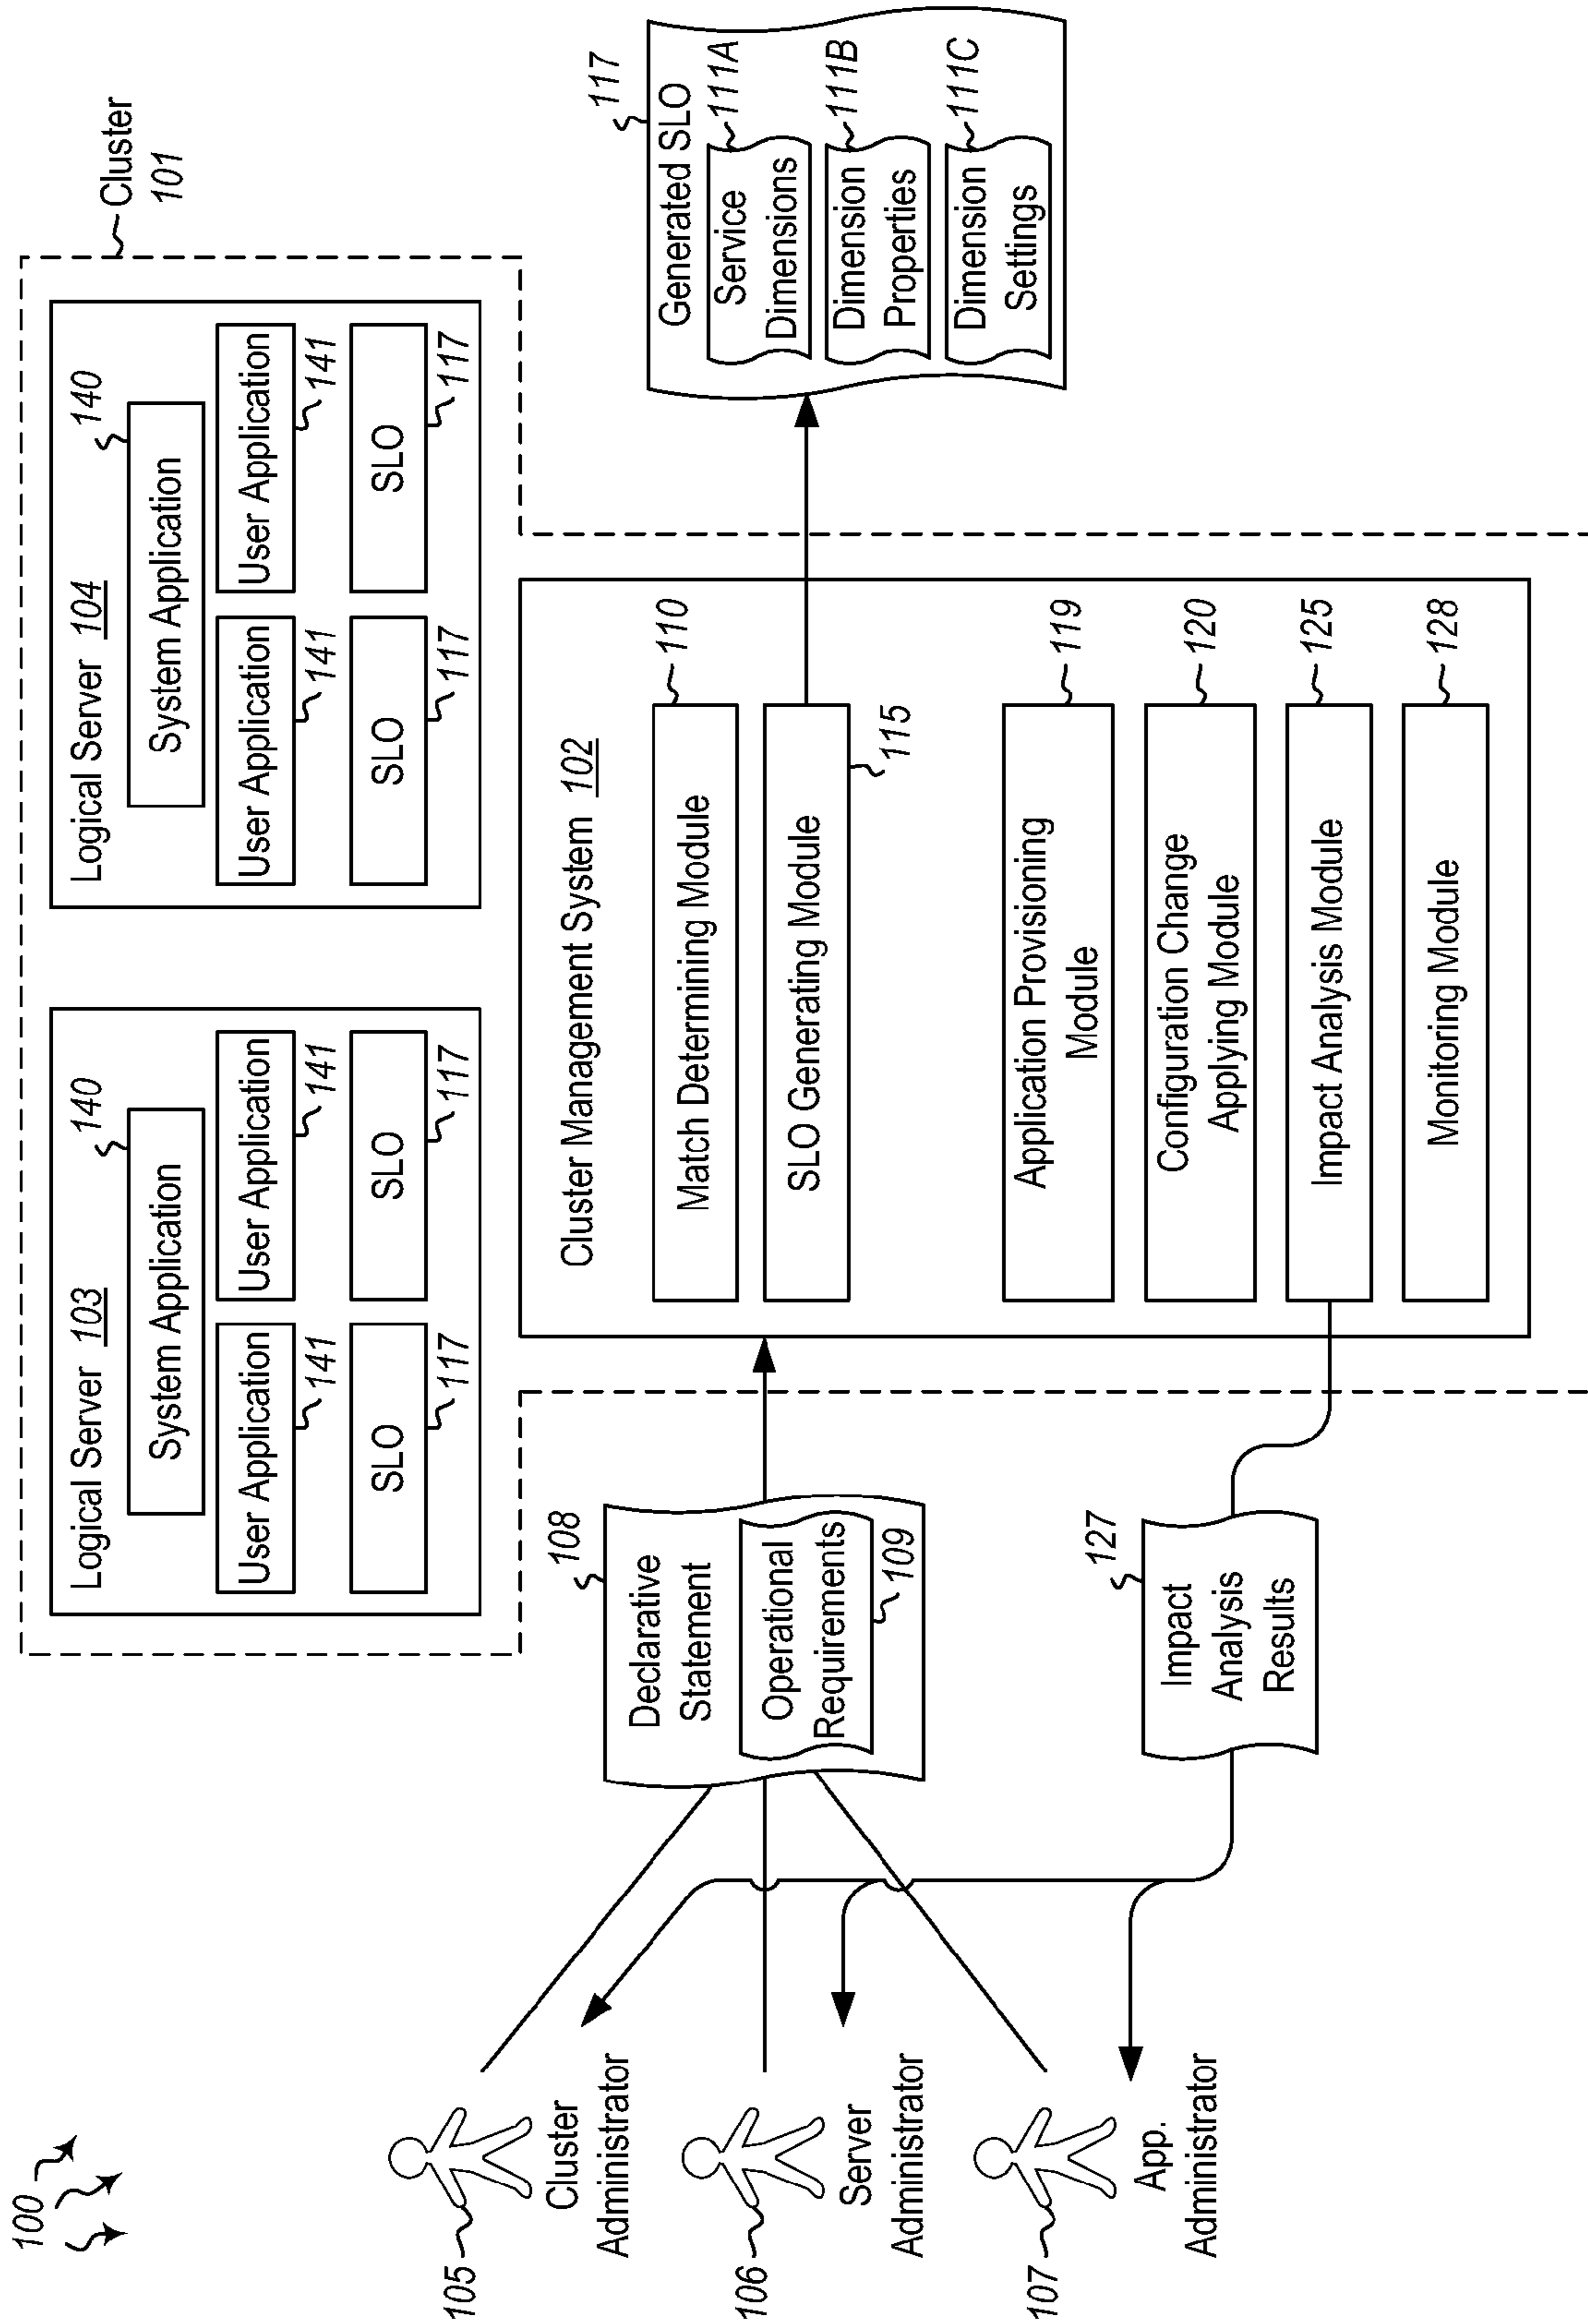 100
Cluster
101
Logical Server 103
140
System Application
User Application
141
User Application
141
SLO
117
SLO
117
Logical Server 104
140
System Application
User Application
141
User Application
141
SLO
117
SLO
117
105
Cluster
Administrator
106
Server
Administrator
107
App.
Administrator
108
Declarative
Statement
Operational
Requirements
109
127
Impact
Analysis
Results
Cluster Management System 102
Match Determining Module
110
SLO Generating Module
115
Application Provisioning
Module
119
Configuration Change
Applying Module
120
Impact Analysis Module
125
Monitoring Module
128
117
Generated SLO
Service
Dimensions
111A
Dimension
Properties
111B
Dimension
Settings
111C